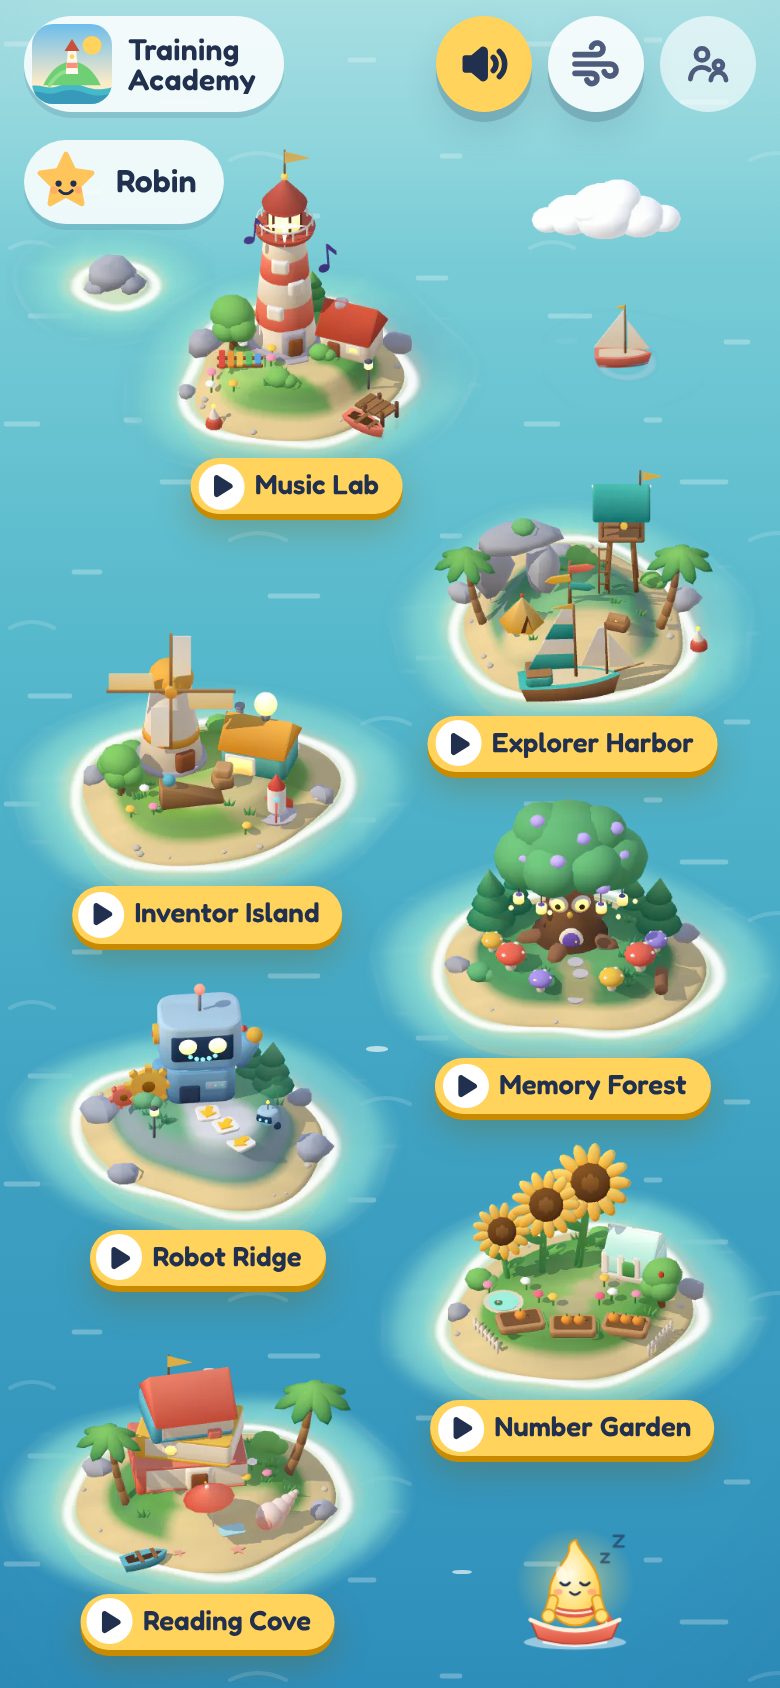 Training
Academy
Robin
Music Lab
Explorer Harbor
Inventor Island
Memory Forest
Robot Ridge
Number Garden
Reading Cove
z z